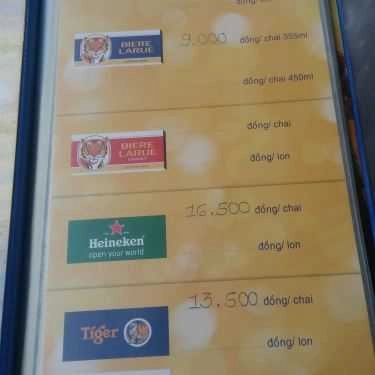 BIERE
LARUE
9.000 đồng/ chai 355ml
đồng/ chai 450ml
BIERE
LARUE
đồng/ chai
đồng/ lon
Heineken
open your world
16.500 đồng/ chai
đồng/ lon
Tiger
13.500 đồng/ chai
đồng/ lon